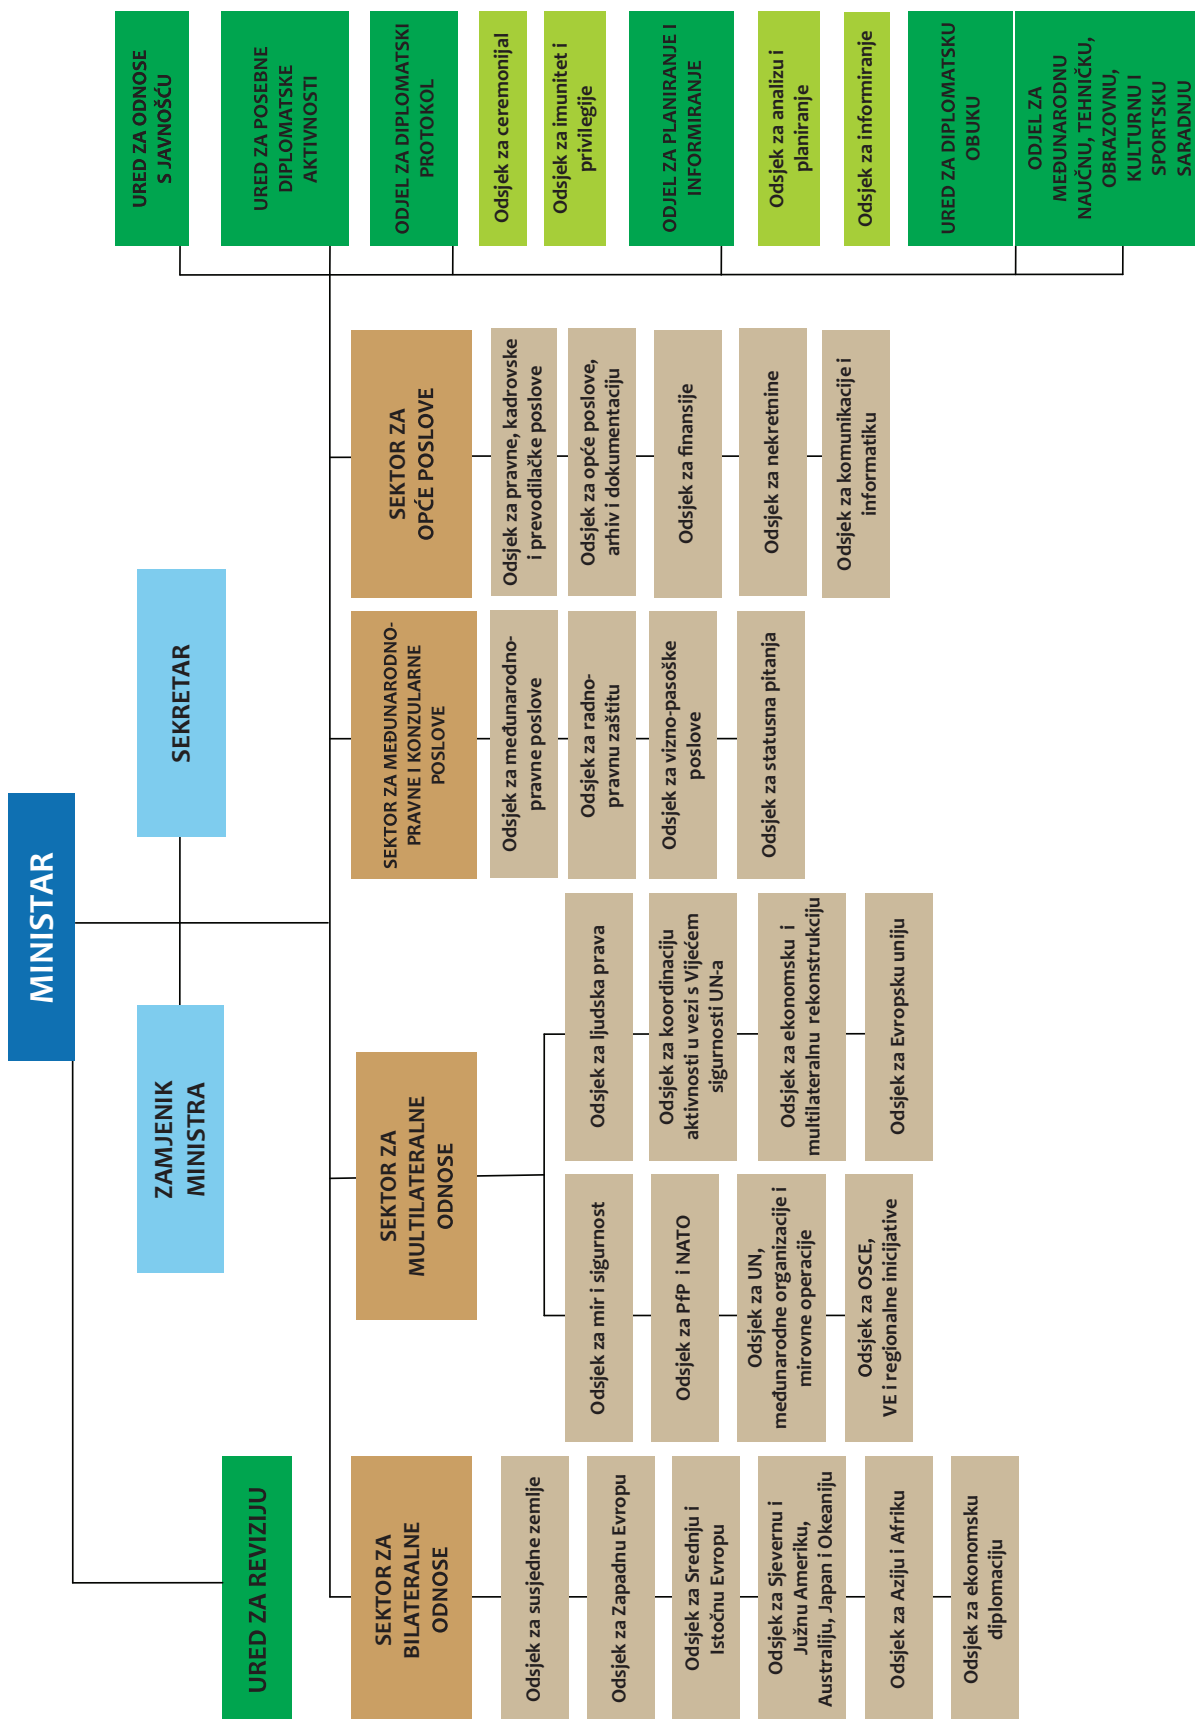 MINISTAR
ZAMJENIK
MINISTRA
SEKRETAR
URED ZA REVIZIJU
SEKTOR ZA
BILATERALNE
ODNOSE
Odsjek za susjedne zemlje
Odsjek za Zapadnu Evropu
Odsjek za Srednju i
Istočnu Evropu
Odsjek za Sjevernu i
Južnu Ameriku,
Australiju, Japan i Okeaniju
Odsjek za Aziju i Afriku
Odsjek za ekonomsku
diplomaciju
SEKTOR ZA
MULTILATERALNE
ODNOSE
Odsjek za mir i sigurnost
Odsjek za PfP i NATO
Odsjek za UN,
međunarodne organizacije i
mirovne operacije
Odsjek za OSCE,
VE i regionalne inicijative
Odsjek za ljudska prava
Odsjek za koordinaciju
aktivnosti u vezi s Vijećem
sigurnosti UN-a
Odsjek za ekonomsku i
multilateralnu rekonstrukciju
Odsjek za Evropsku uniju
SEKTOR ZA MEĐUNARODNO-
PRAVNE I KONZULARNE
POSLOVE
Odsjek za međunarodno-
pravne poslove
Odsjek za radno-
pravnu zaštitu
Odsjek za vizno-pasoške
poslove
Odsjek za statusna pitanja
SEKTOR ZA
OPĆE POSLOVE
Odsjek za pravne, kadrovske
i prevodilačke poslove
Odsjek za opće poslove,
arhiv i dokumentaciju
Odsjek za finansije
Odsjek za nekretnine
Odsjek za komunikacije i
informatiku
URED ZA ODNOSE
S JAVNOŠĆU
URED ZA POSEBNE
DIPLOMATSKE
AKTIVNOSTI
ODJEL ZA DIPLOMATSKI
PROTOKOL
Odsjek za ceremonijal
Odsjek za imunitet i
privilegije
ODJEL ZA PLANIRANJE I
INFORMIRANJE
Odsjek za analizu i
planiranje
Odsjek za informiranje
URED ZA DIPLOMATSKU
OBUKU
ODJEL ZA
MEĐUNARODNU
NAUČNU, TEHNIČKU,
OBRAZOVNU,
KULTURNU I
SPORTSKU
SARADNJU